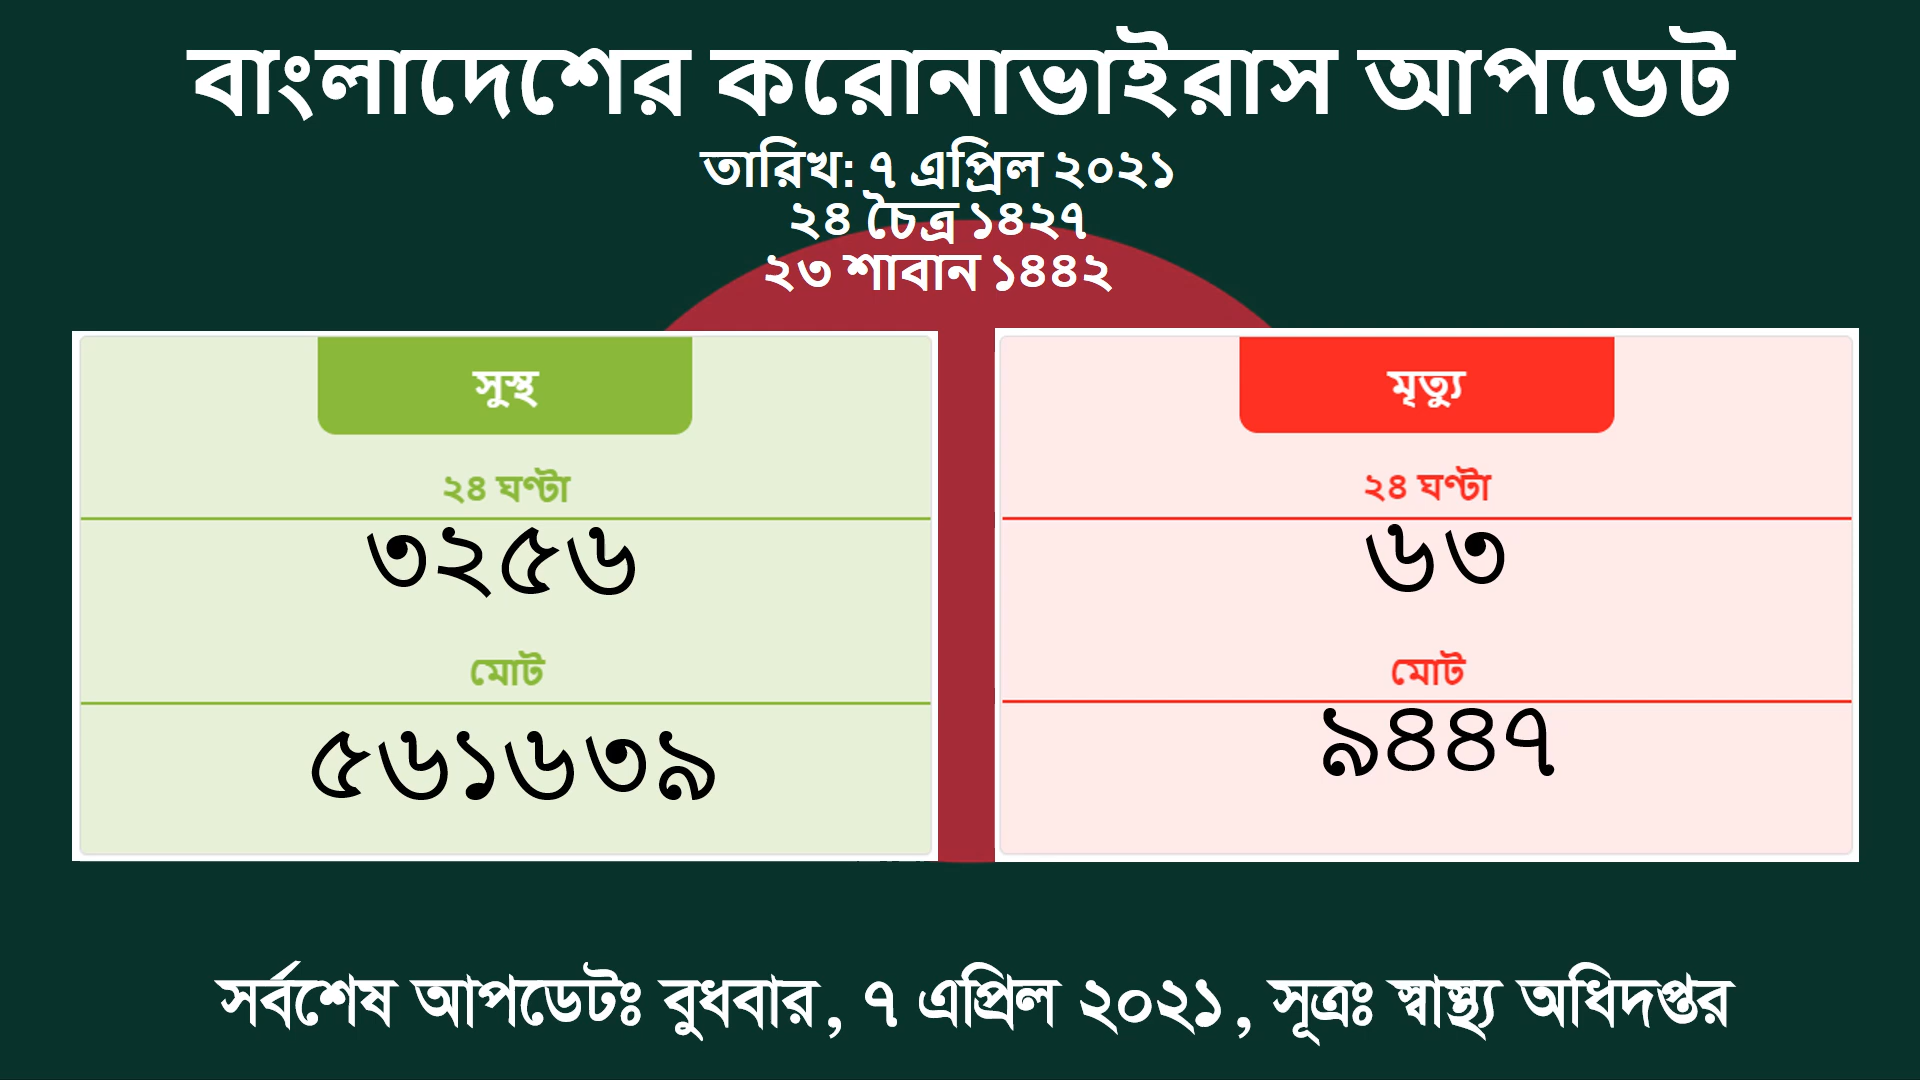 বাংলাদেশের করোনাভাইরাস আপডেট
তারিখ: ৭ এপ্রিল ২০২১
২৪ চৈত্র ১৪২৭
২৩ শাবান ১৪৪২
সুস্থ
২৪ ঘণ্টা
৩২৫৬
মোট
৫৬১৬৩৯
মৃত্যু
২৪ ঘণ্টা
৬৩
মোট
৯৪৪৭
সর্বশেষ আপডেটঃ বুধবার, ৭ এপ্রিল ২০২১, সূত্রঃ স্বাস্থ্য অধিদপ্তর